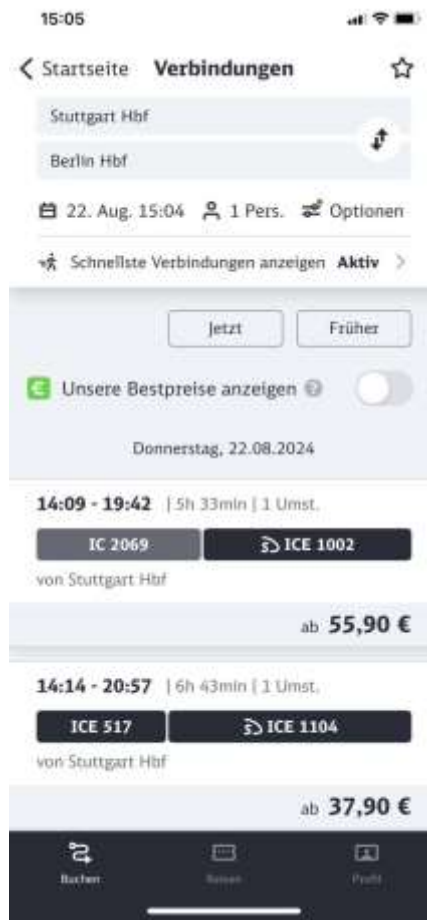 15:05
Startseite Verbindungen
Stuttgart Hbf
Berlin Hbf
22. Aug. 15:04 1 Pers. Optionen
Schnellste Verbindungen anzeigen Aktiv
Jetzt Früher
Unsere Bestpreise anzeigen ?
Donnerstag, 22.08.2024
14:09 - 19:42 | 5h 33min | 1 Umst.
IC 2069 ICE 1002
von Stuttgart Hbf
ab 55,90 €
14:14 - 20:57 | 6h 43min | 1 Umst.
ICE 517 ICE 1104
von Stuttgart Hbf
ab 37,90 €
Buchen Reisen Profil